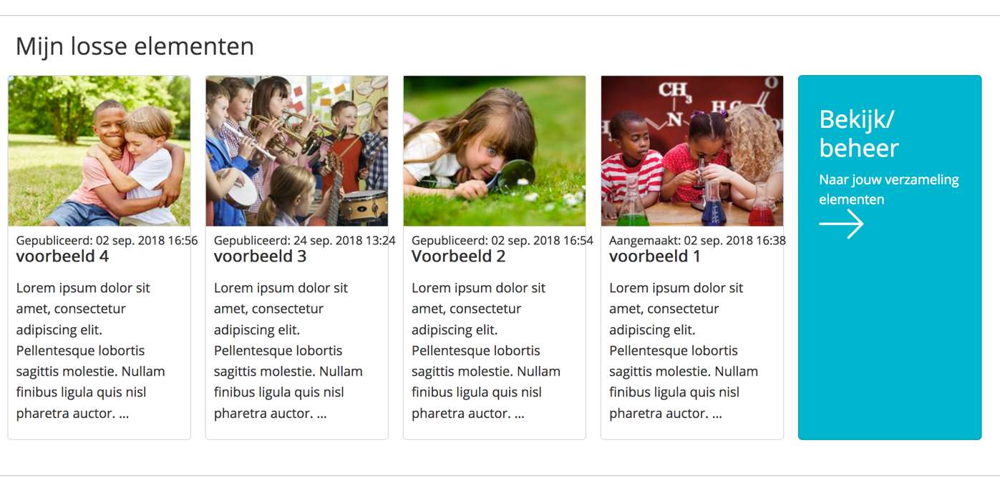 Mijn losse elementen
Gepubliceerd: 02 sep. 2018 16:56
voorbeeld 4
Lorem ipsum dolor sit
amet, consectetur
adipiscing elit.
Pellentesque lobortis
sagittis molestie. Nullam
finibus ligula quis nisl
pharetra auctor. ...
Gepubliceerd: 24 sep. 2018 13:24
voorbeeld 3
Lorem ipsum dolor sit
amet, consectetur
adipiscing elit.
Pellentesque lobortis
sagittis molestie. Nullam
finibus ligula quis nisl
pharetra auctor. ...
Gepubliceerd: 02 sep. 2018 16:54
Voorbeeld 2
Lorem ipsum dolor sit
amet, consectetur
adipiscing elit.
Pellentesque lobortis
sagittis molestie. Nullam
finibus ligula quis nisl
pharetra auctor. ...
CH3
O
N
H
Aangemaakt: 02 sep. 2018 16:38
voorbeeld 1
Lorem ipsum dolor sit
amet, consectetur
adipiscing elit.
Pellentesque lobortis
sagittis molestie. Nullam
finibus ligula quis nisl
pharetra auctor. ...
Bekijk/
beheer
Naar jouw verzameling
elementen